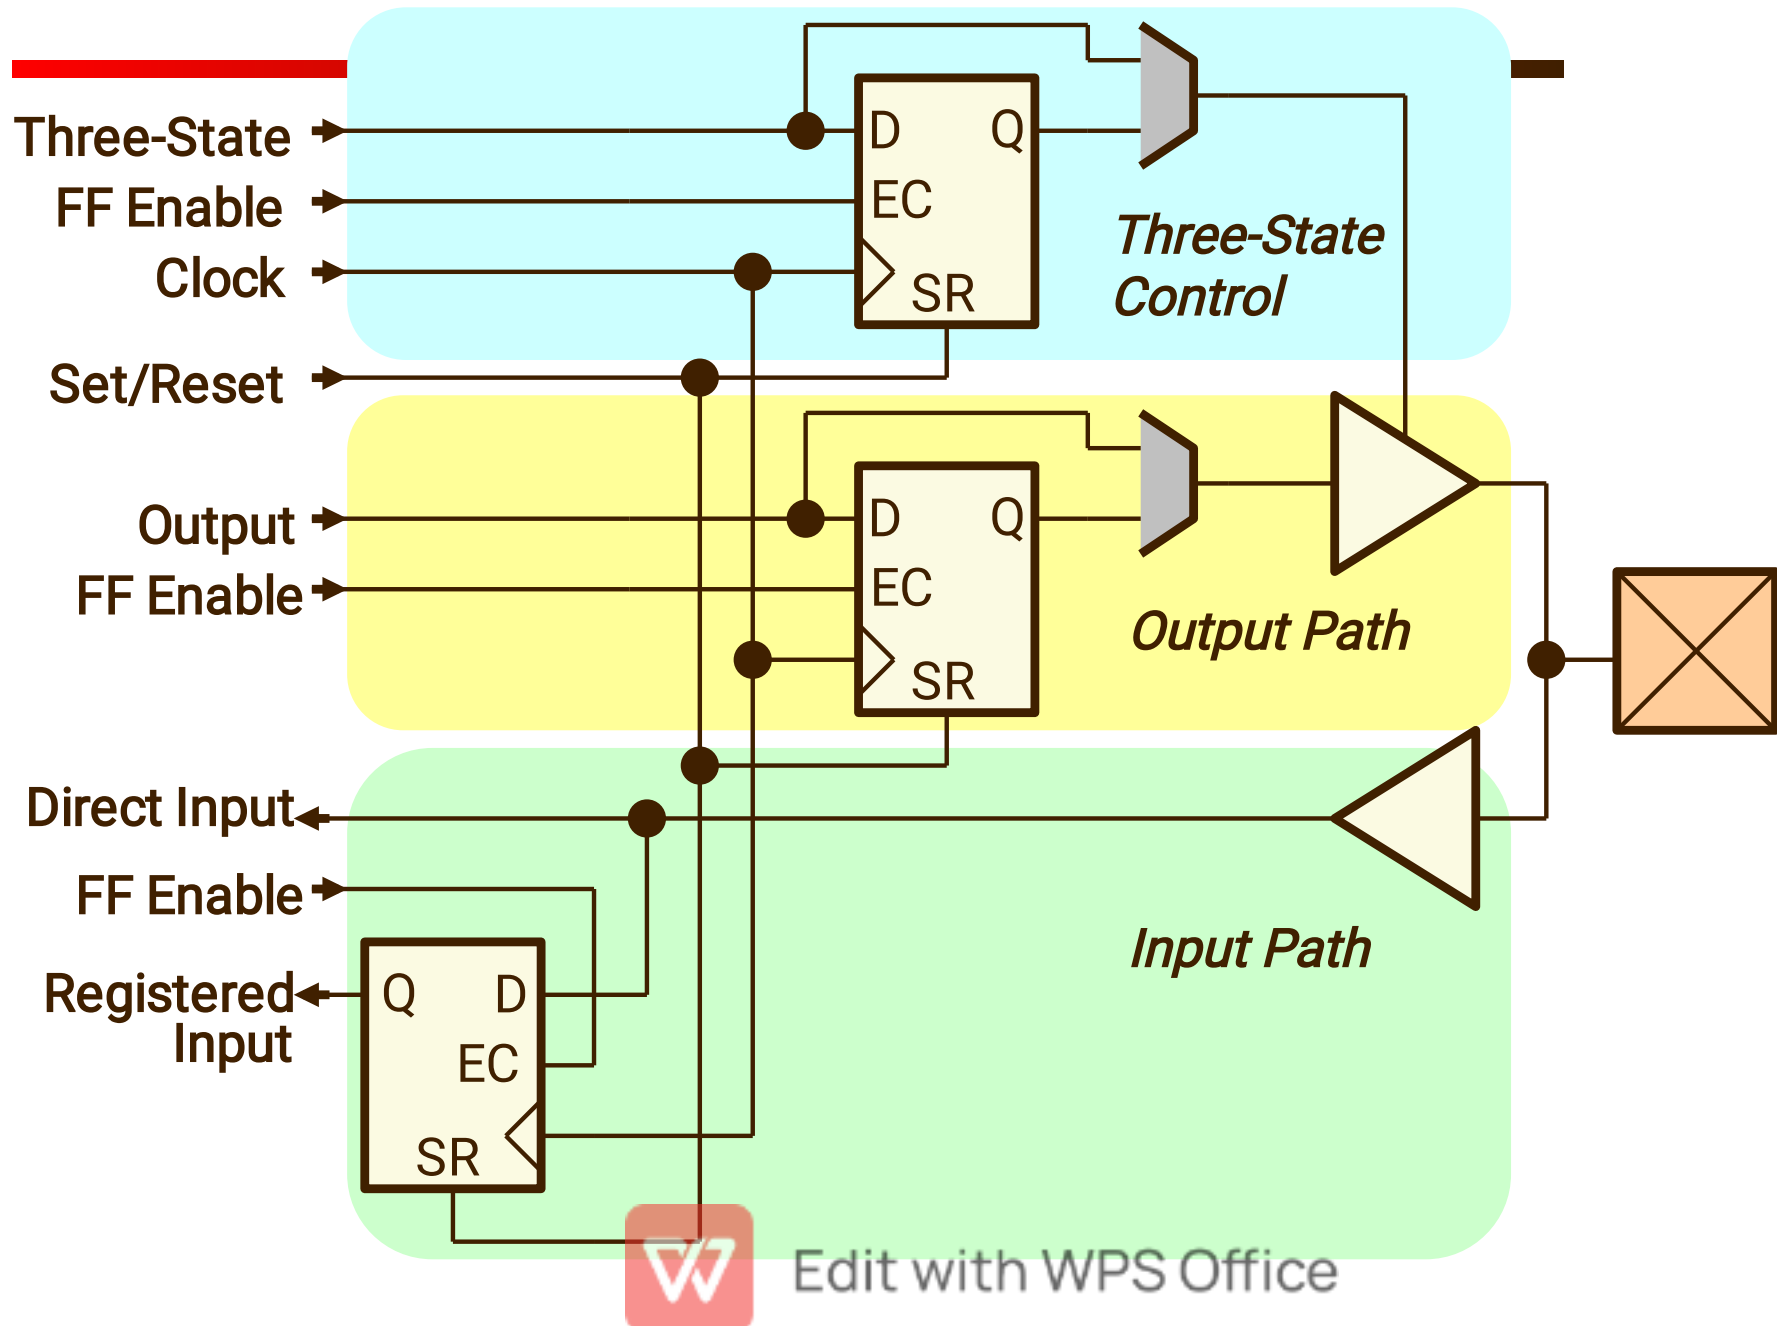 Three-State
FF Enable
Clock
Set/Reset
D Q
EC
SR
Three-State
Control
Output
FF Enable
D Q
EC
SR
Output Path
Direct Input
FF Enable
Registered
Input
Q D
EC
SR
Input Path
Edit with WPS Office